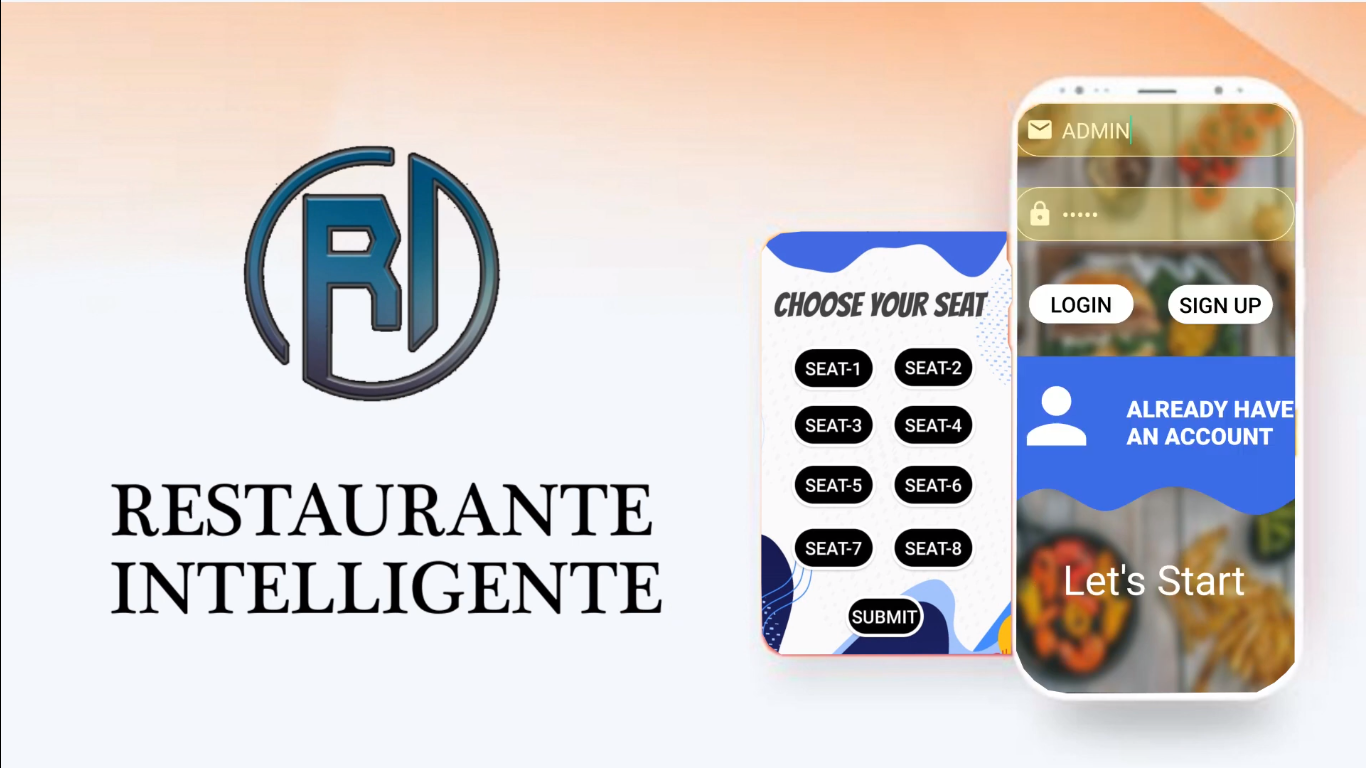 RI
RESTAURANTE
INTELLIGENTE
CHOOSE YOUR SEAT
SEAT-1
SEAT-2
SEAT-3
SEAT-4
SEAT-5
SEAT-6
SEAT-7
SEAT-8
SUBMIT
ADMIN
•••••
LOGIN
SIGN UP
ALREADY HAVE
AN ACCOUNT
Let's Start